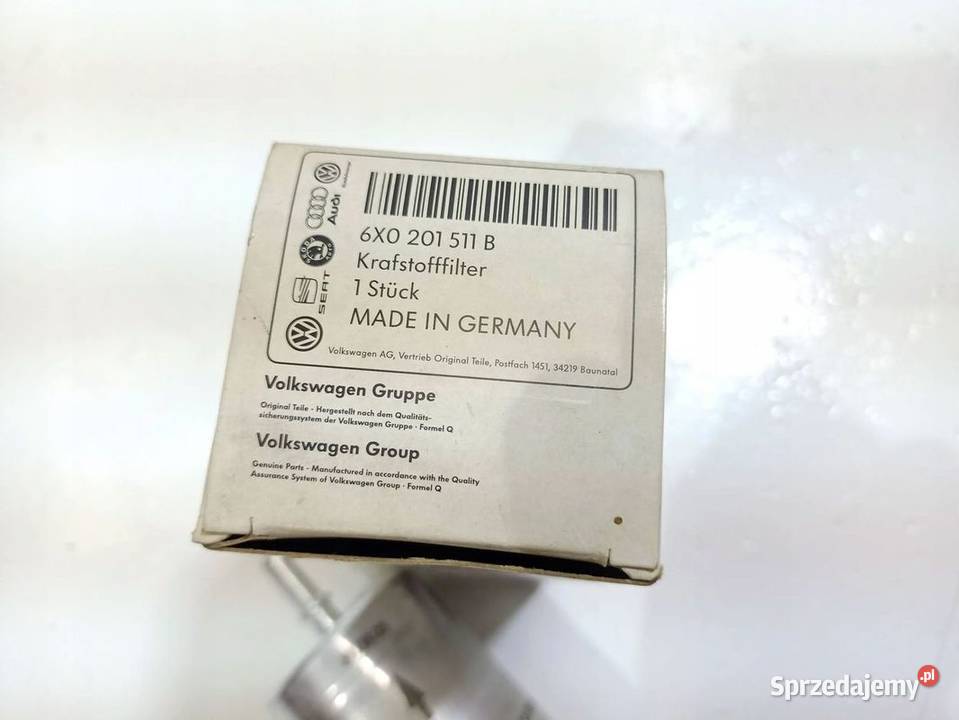 6X0 201 511 B
Krafstofffilter
1 Stück
MADE IN GERMANY
Audi
SEAT
Volkswagen AG, Vertrieb Original Teile, Postfach 1451, 34219 Baunatal
Volkswagen Gruppe
Original Teile - Hergestellt nach dem Qualitäts-
sicherungssystem der Volkswagen Gruppe · Formel Q
Volkswagen Group
Genuine Parts - Manufactured in accordance with the Quality
Assurance System of Volkswagen Group · Formel Q
Sprzedajemy.pl